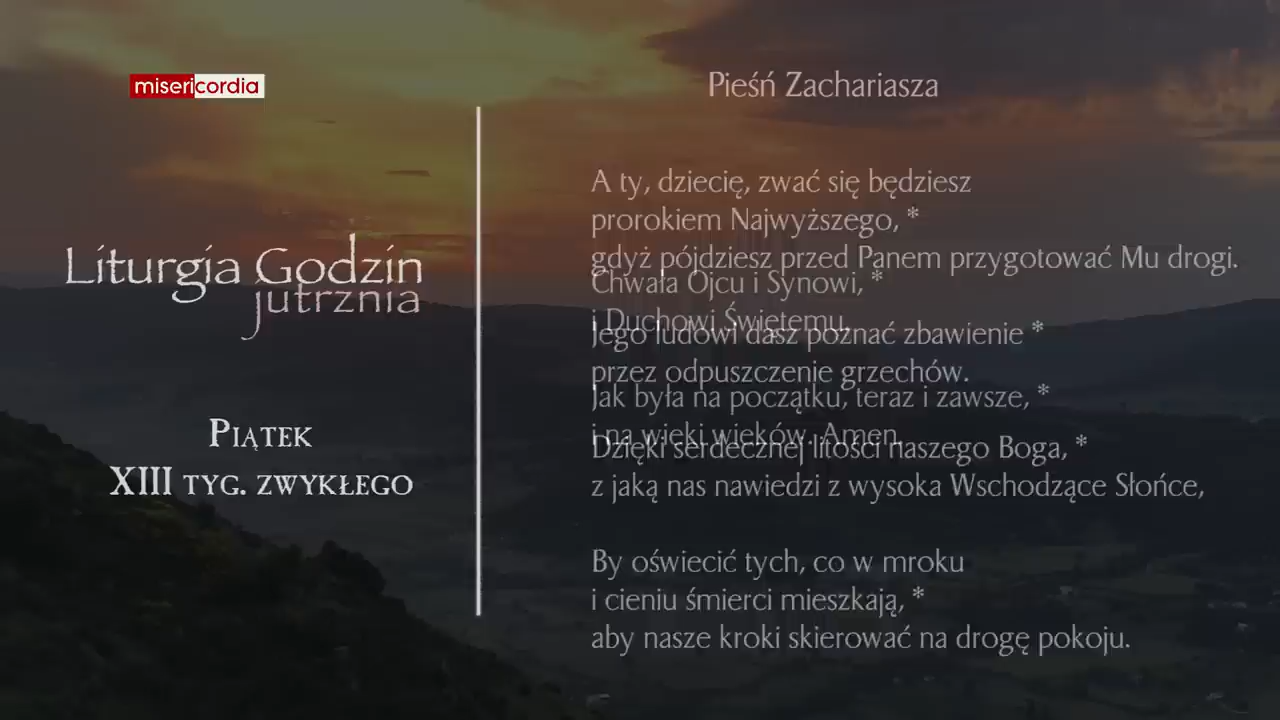 misericordia
Pieśń Zachariasza
Liturgia Godzin
jutrznia
Piątek
XIII tyg. zwykłego
A ty, dziecię, zwać się będziesz
prorokiem Najwyższego, *
gdyż pójdziesz przed Panem przygotować Mu drogi.
Chwała Ojcu i Synowi, *
i Duchowi Świętemu.
Jego ludowi dasz poznać zbawienie *
przez odpuszczenie grzechów.
Jak była na początku, teraz i zawsze, *
i na wieki wieków. Amen.
Dzięki serdecznej litości naszego Boga, *
z jaką nas nawiedzi z wysoka Wschodzące Słońce,
By oświecić tych, co w mroku
i cieniu śmierci mieszkają, *
aby nasze kroki skierować na drogę pokoju.